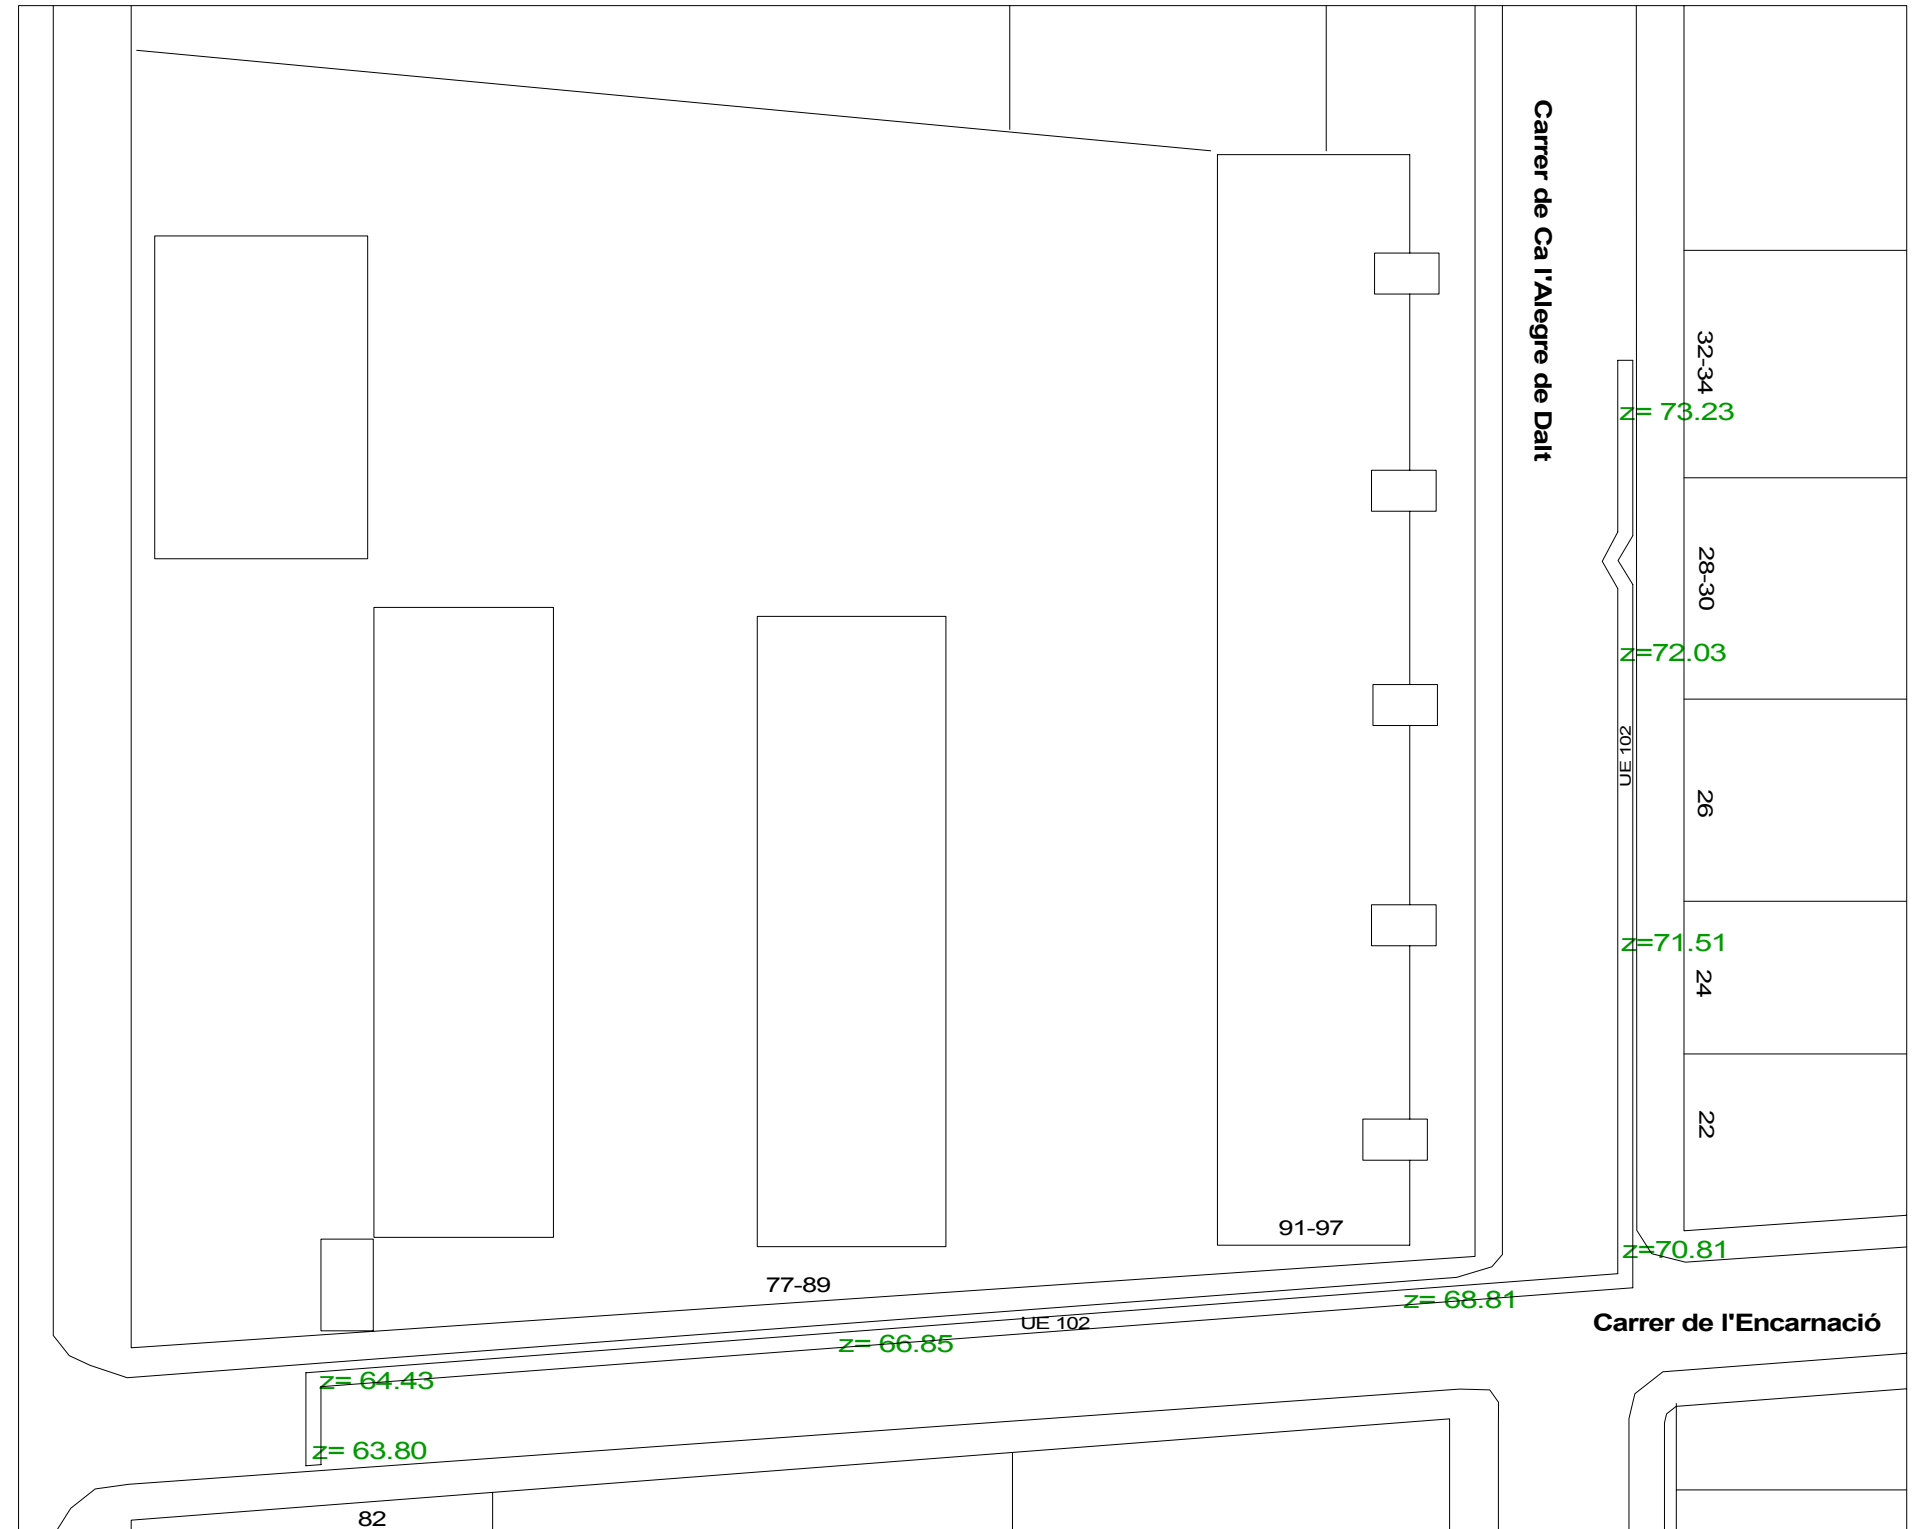 Carrer de Ca l'Alegre de Dalt
32-34
z= 73.23
28-30
z=72.03
UE 102
26
z=71.51
24
22
91-97
z=70.81
77-89
z= 68.81
UE 102
Carrer de l'Encarnació
z= 66.85
z= 64.43
z= 63.80
82